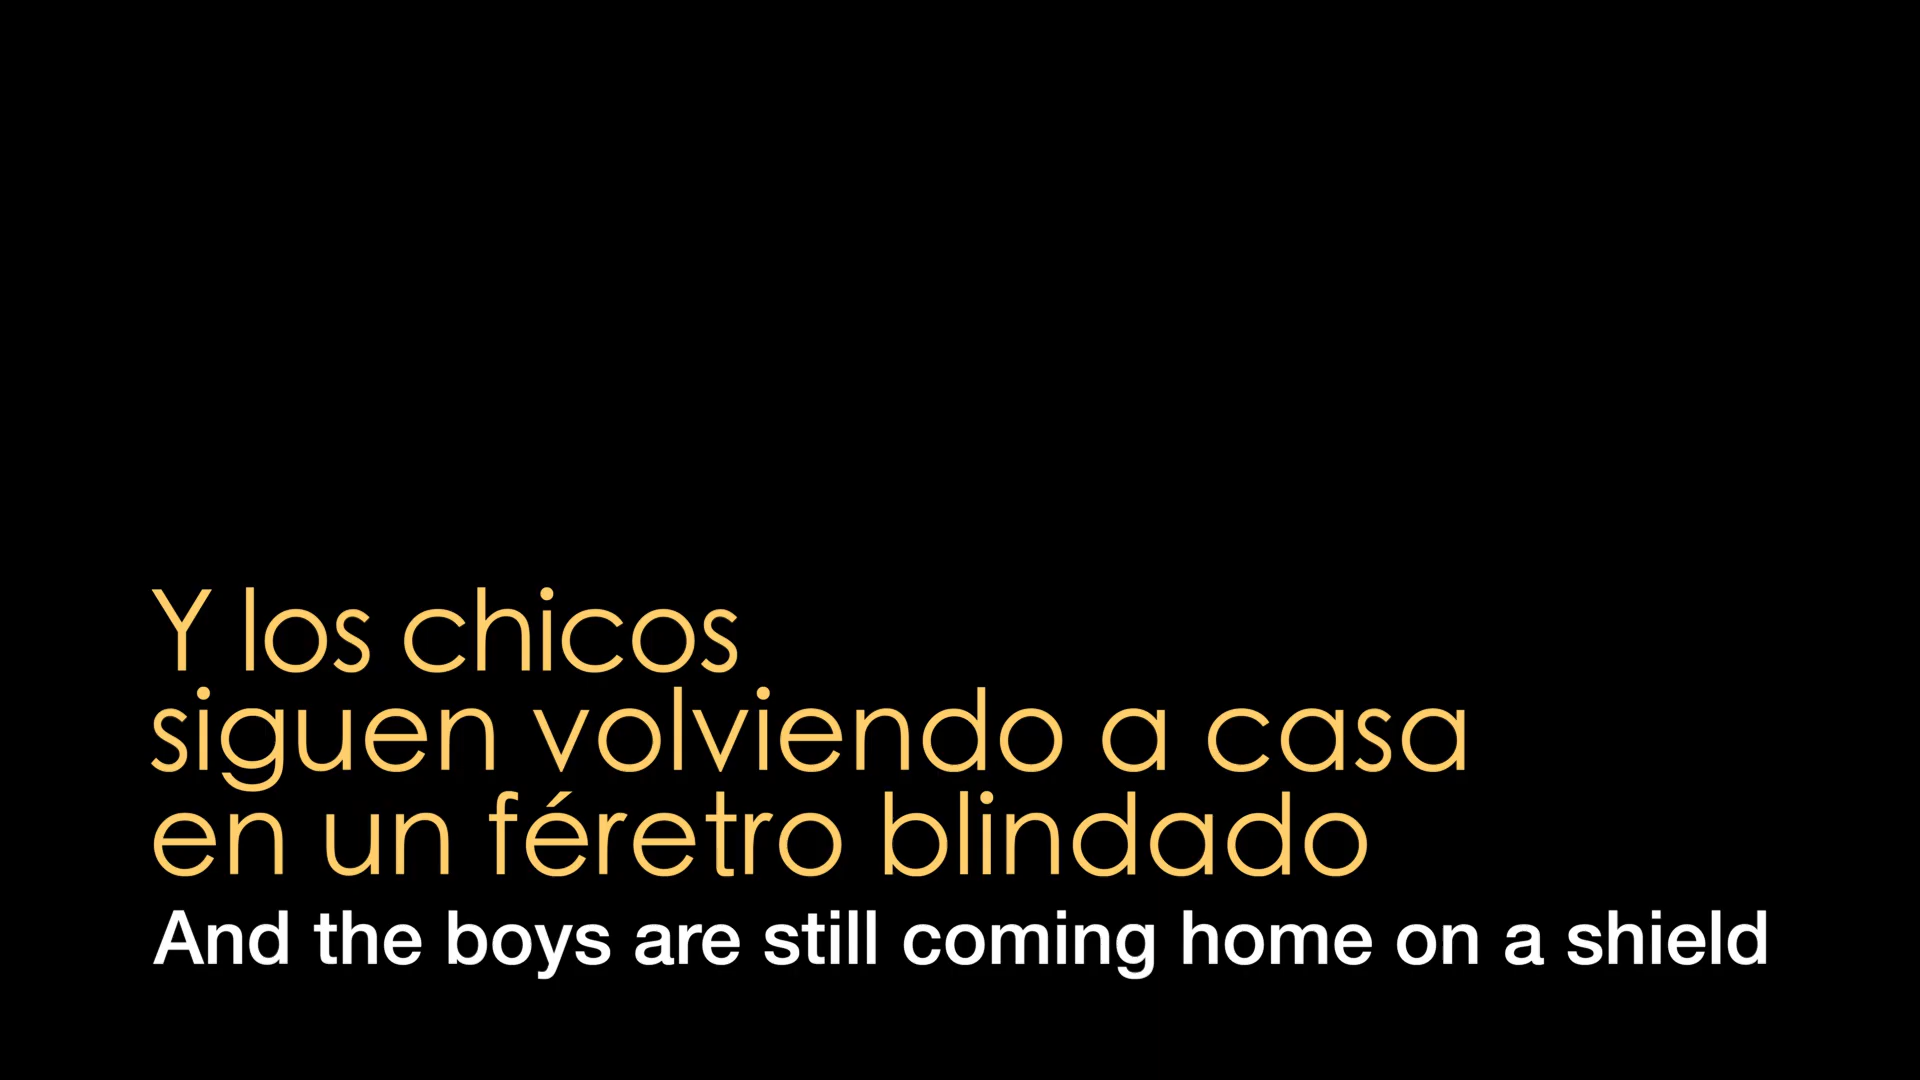 Y los chicos
siguen volviendo a casa
en un féretro blindado
And the boys are still coming home on a shield